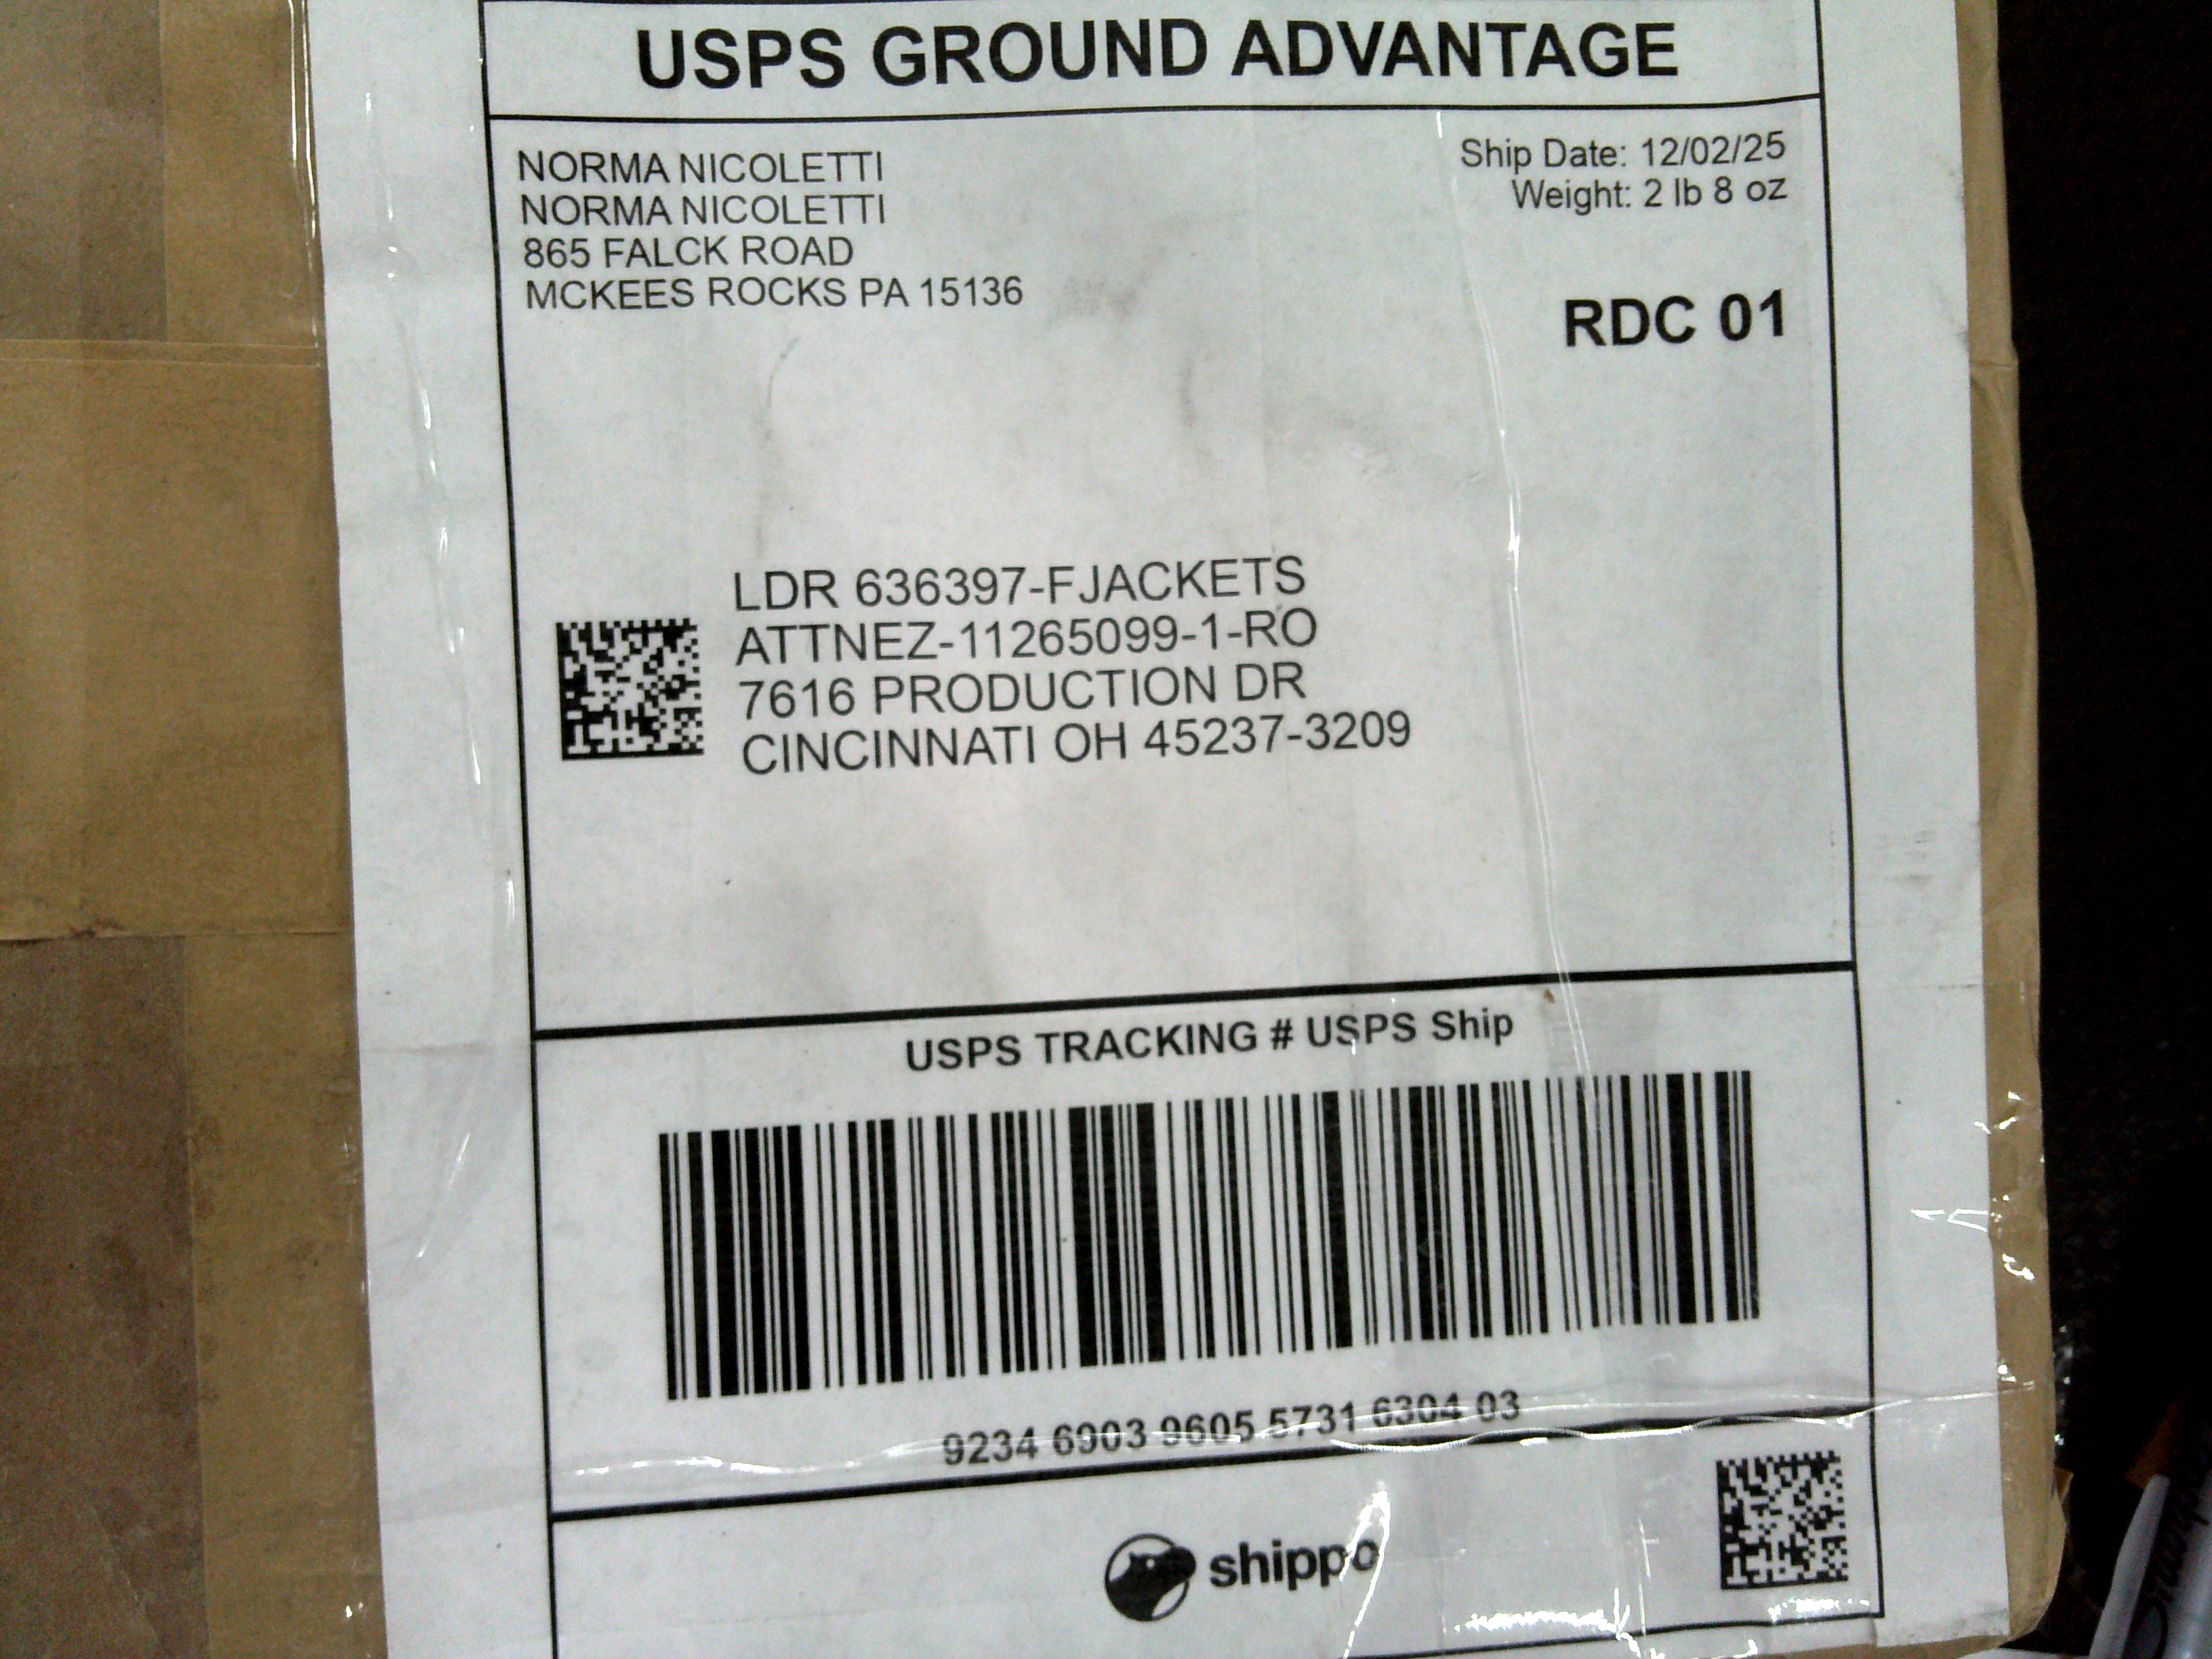 USPS GROUND ADVANTAGE
NORMA NICOLETTI
NORMA NICOLETTI
865 FALCK ROAD
MCKEES ROCKS PA 15136
Ship Date: 12/02/25
Weight: 2 lb 8 oz
RDC 01
LDR 636397-FJACKETS
ATTNEZ-11265099-1-RO
7616 PRODUCTION DR
CINCINNATI OH 45237-3209
USPS TRACKING # USPS Ship
9234 6903 9605 5731 6304 03
shippo